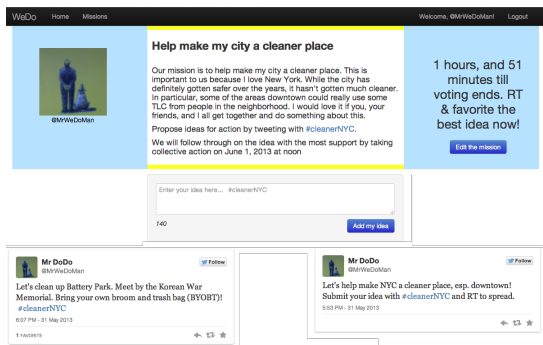 WeDo Home Missions Welcome, @MrWeDoMan! Logout
@MrWeDoMan
Help make my city a cleaner place
Our mission is to help make my city a cleaner place. This is
important to us because I love New York. While the city has
definitely gotten safer over the years, it hasn't gotten much cleaner.
In particular, some of the areas downtown could really use some
TLC from people in the neighborhood. I would love it if you, your
friends, and I all get together and do something about this.
Propose ideas for action by tweeting with #cleanerNYC.
We will follow through on the idea with the most support by taking
collective action on June 1, 2013 at noon
1 hours, and 51
minutes till
voting ends. RT
& favorite the
best idea now!
Edit the mission
Enter your idea here... #cleanerNYC
140
Add my idea
Mr DoDo
@MrWeDoMan
Follow
Let's clean up Battery Park. Meet by the Korean War
Memorial. Bring your own broom and trash bag (BYOBT)!
#cleanerNYC
6:07 PM - 31 May 2013
1 FAVORITE
Mr DoDo
@MrWeDoMan
Follow
Let's help make NYC a cleaner place, esp. downtown!
Submit your idea with #cleanerNYC and RT to spread.
5:53 PM - 31 May 2013